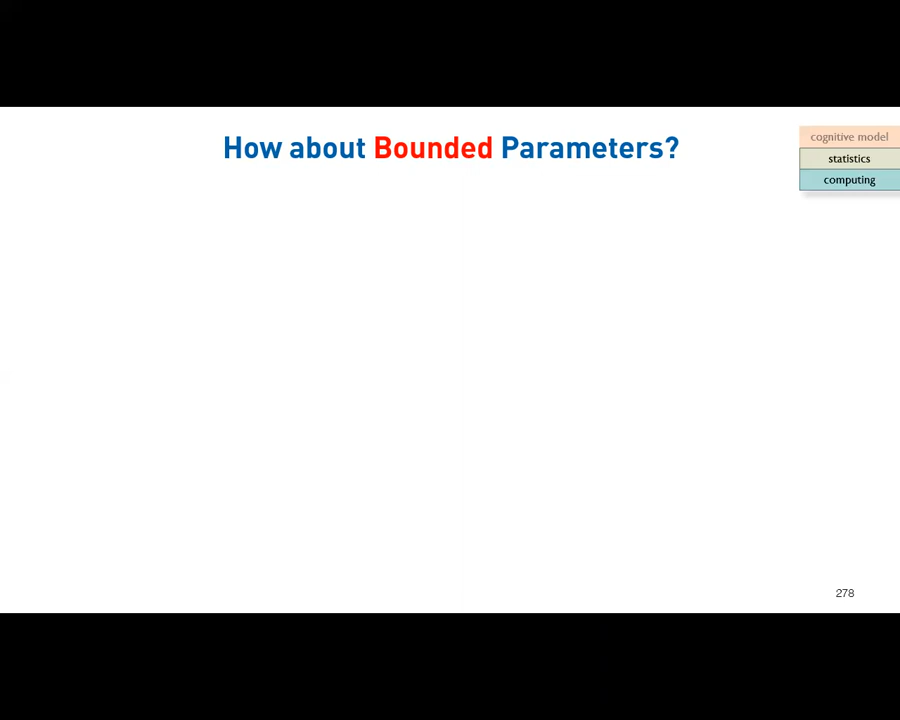 How about Bounded Parameters?
cognitive model
statistics
computing
278